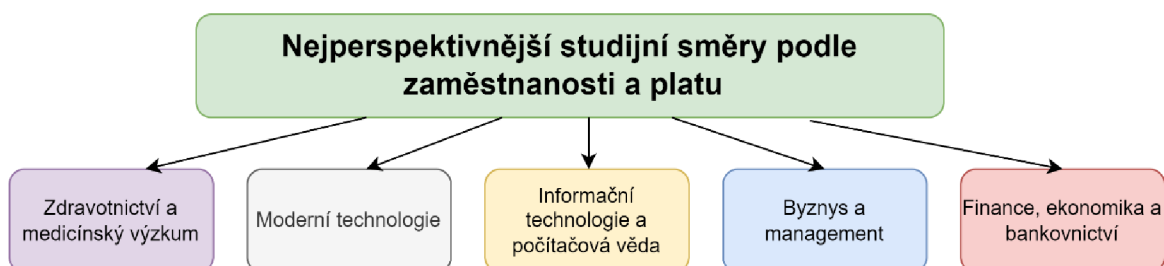 Nejperspektivnější studijní směry podle
zaměstnanosti a platu
Zdravotnictví a
medicínský výzkum
Moderní technologie
Informační
technologie a
počítačová věda
Byznys a
management
Finance, ekonomika a
bankovnictví